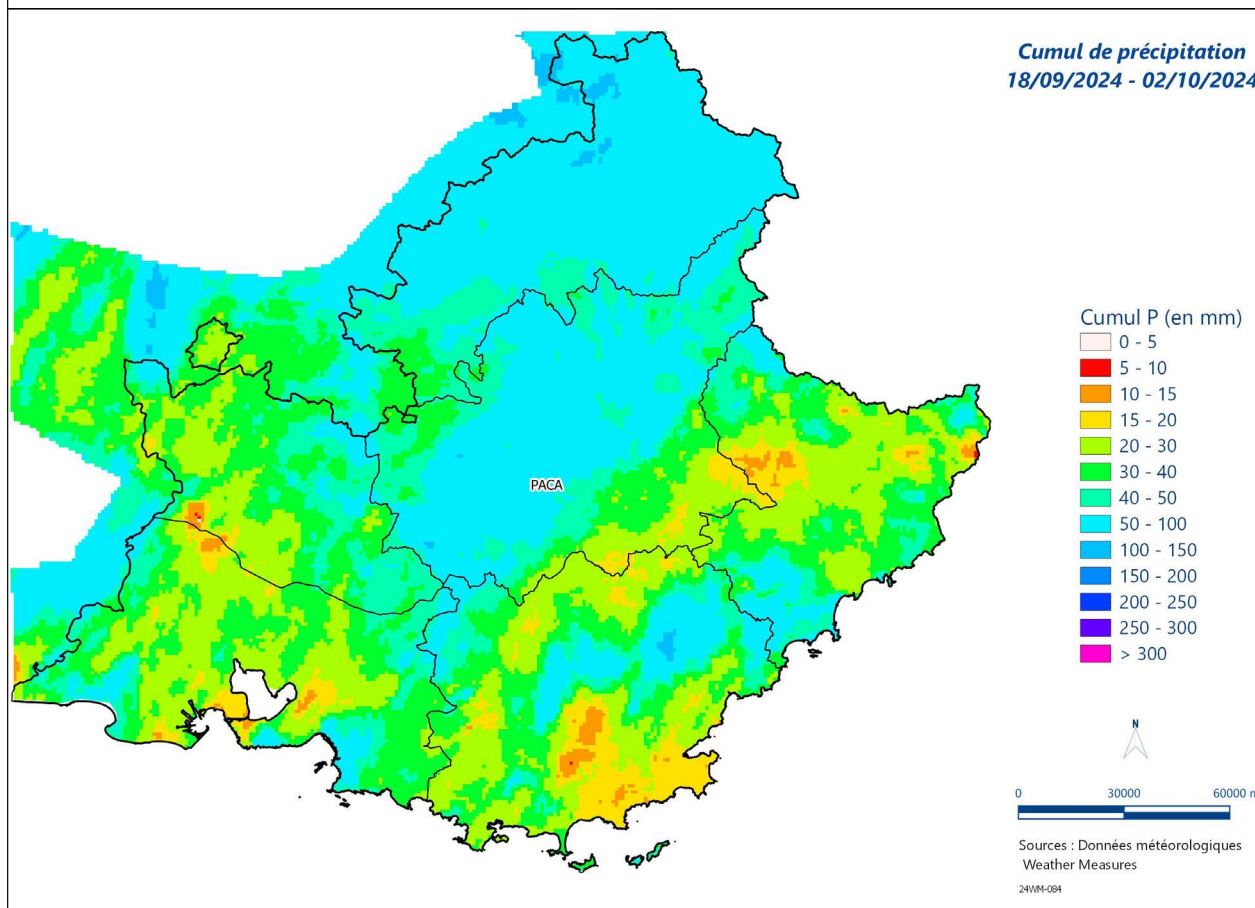 Cumul de précipitation
18/09/2024 - 02/10/2024
PACA
Cumul P (en mm)
0 - 5
5 - 10
10 - 15
15 - 20
20 - 30
30 - 40
40 - 50
50 - 100
100 - 150
150 - 200
200 - 250
250 - 300
> 300
N
0 30000 60000 m
Sources : Données météorologiques
Weather Measures
24WM-084